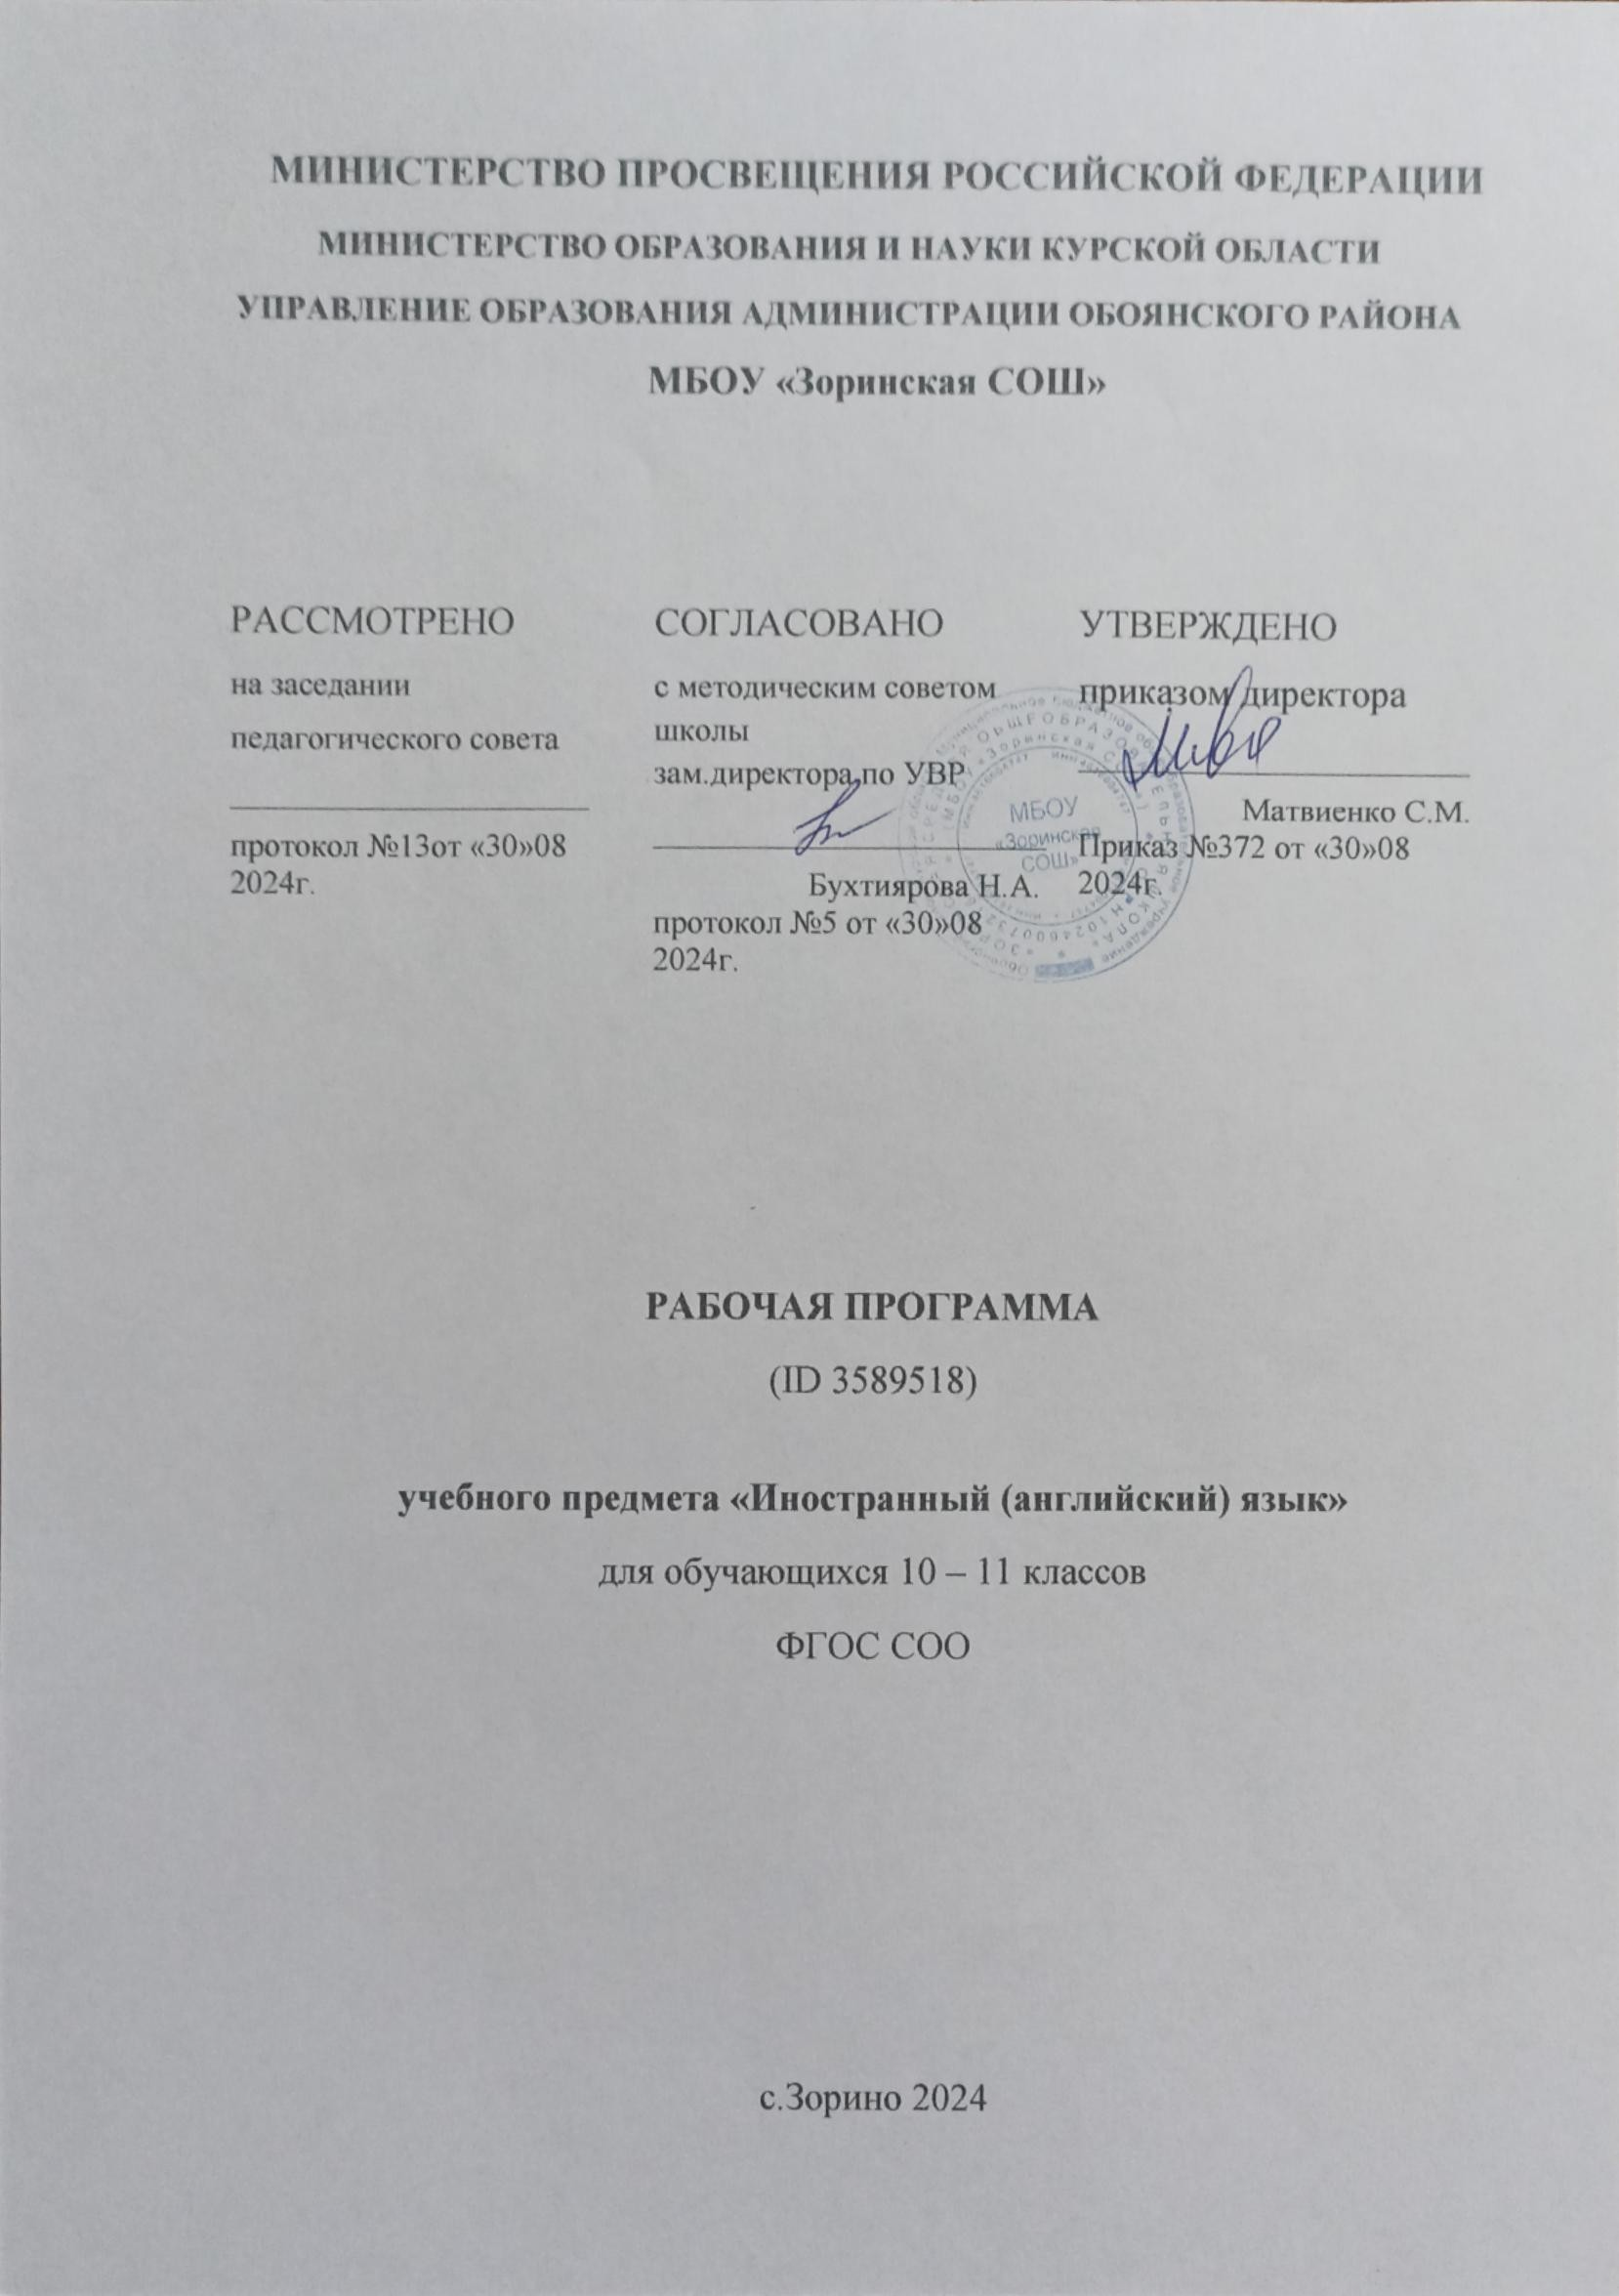 МИНИСТЕРСТВО ПРОСВЕЩЕНИЯ РОССИЙСКОЙ ФЕДЕРАЦИИ
МИНИСТЕРСТВО ОБРАЗОВАНИЯ И НАУКИ КУРСКОЙ ОБЛАСТИ
УПРАВЛЕНИЕ ОБРАЗОВАНИЯ АДМИНИСТРАЦИИ ОБОЯНСКОГО РАЙОНА
МБОУ «Зоринская СОШ»
РАССМОТРЕНО
на заседании
педагогического совета
протокол №13от «30»08
2024г.
СОГЛАСОВАНО
с методическим советом
школы
зам.директора по УВР
Бухтиярова Н.А.
протокол №5 от «30»08
2024г.
УТВЕРЖДЕНО
приказом директора
Матвиенко С.М.
Приказ №372 от «30»08
2024г.
МБОУ
«Зоринская
СОШ»
РАБОЧАЯ ПРОГРАММА
(ID 3589518)
учебного предмета «Иностранный (английский) язык»
для обучающихся 10 – 11 классов
ФГОС СОО
с.Зорино 2024